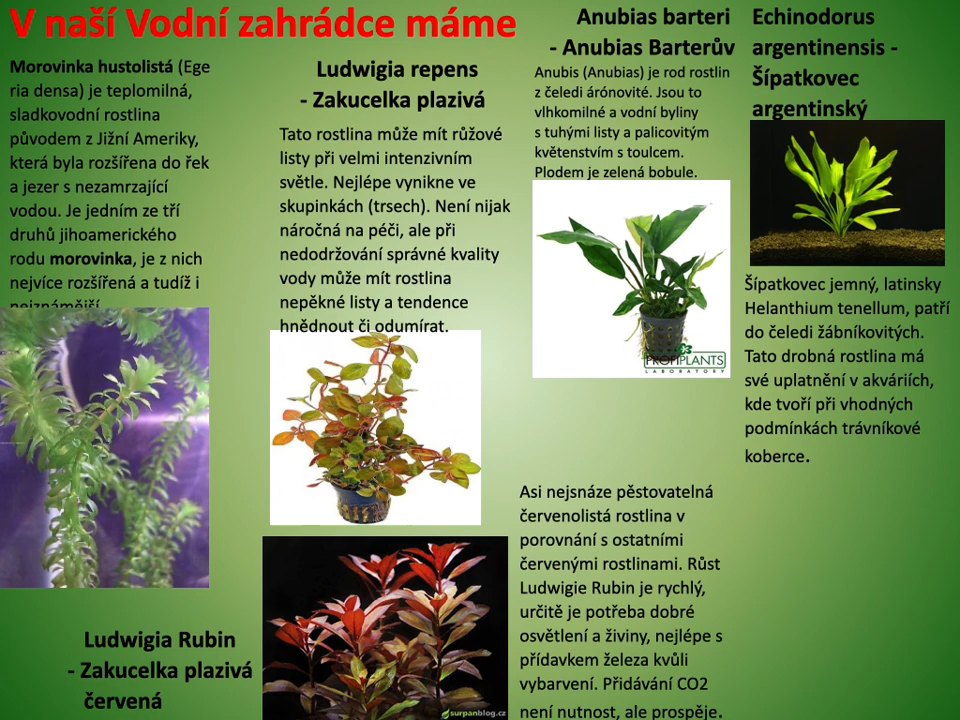 V naší Vodní zahrádce máme
Morovinka hustolistá (Ege
ria densa) je teplomilná,
sladkovodní rostlina
původem z Jižní Ameriky,
která byla rozšířena do řek
a jezer s nezamrzající
vodou. Je jedním ze tří
druhů jihoamerického
rodu morovinka, je z nich
nejvíce rozšířená a tudíž i
nejznámější.
Ludwigia repens
- Zakucelka plazivá
Tato rostlina může mít růžové
listy při velmi intenzivním
světle. Nejlépe vynikne ve
skupinkách (trsech). Není nijak
náročná na péči, ale při
nedodržování správné kvality
vody může mít rostlina
nepěkné listy a tendence
hnědnout či odumírat.
Anubias barteri
- Anubias Barterův
Anubis (Anubias) je rod rostlin
z čeledi árónovité. Jsou to
vlhkomilné a vodní byliny
s tuhými listy a palicovitým
květenstvím s toulcem.
Plodem je zelená bobule.
PROFIPLANTS
LABORATORY
Echinodorus
argentinensis -
Šípatkovec
argentinský
Šípatkovec jemný, latinsky
Helanthium tenellum, patří
do čeledi žábníkovitých.
Tato drobná rostlina má
své uplatnění v akváriích,
kde tvoří při vhodných
podmínkách trávníkové
koberce.
Ludwigia Rubin
- Zakucelka plazivá
červená
surpanblog.cz
Asi nejsnáze pěstovatelná
červenolistá rostlina v
porovnání s ostatními
červenými rostlinami. Růst
Ludwigie Rubin je rychlý,
určitě je potřeba dobré
osvětlení a živiny, nejlépe s
přídavkem železa kvůli
vybarvení. Přidávání CO2
není nutnost, ale prospěje.